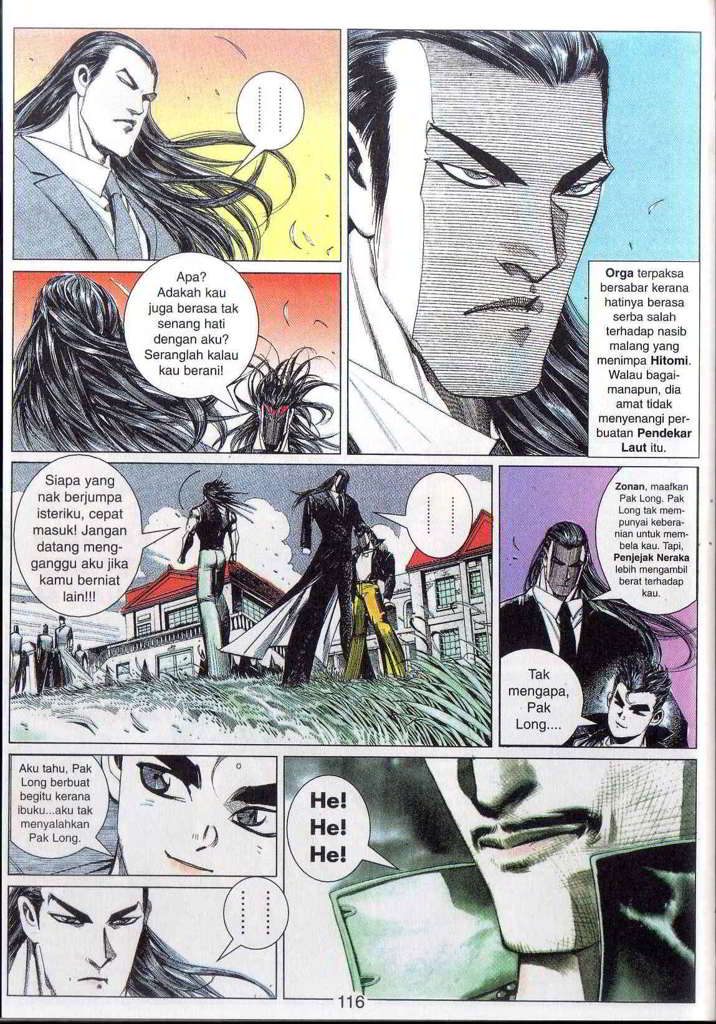 Orga terpaksa
bersabar kerana
hatinya berasa
serba salah
terhadap nasib
malang yang
menimpa Hitomi.
Walau bagai-
manapun, dia
amat tidak
menyenangi per-
buatan Pendekar
Laut itu.
Apa?
Adakah kau
juga berasa tak
senang hati
dengan aku?
Seranglah kalau
kau berani!
Siapa yang
nak berjumpa
isteriku, cepat
masuk! Jangan
datang meng-
ganggu aku jika
kamu berniat
lain!!!
Zonan, maafkan
Pak Long. Pak
Long tak mem-
punyai kebera-
nian untuk mem-
bela kau. Tapi,
Penjejak Neraka
lebih mengambil
berat terhadap
kau.
Tak
mengapa,
Pak
Long....
Aku tahu, Pak
Long berbuat
begitu kerana
ibuku...aku tak
menyalahkan
Pak Long.
He!
He!
He!
116